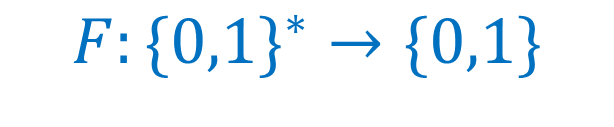 F: {0,1}* → {0,1}